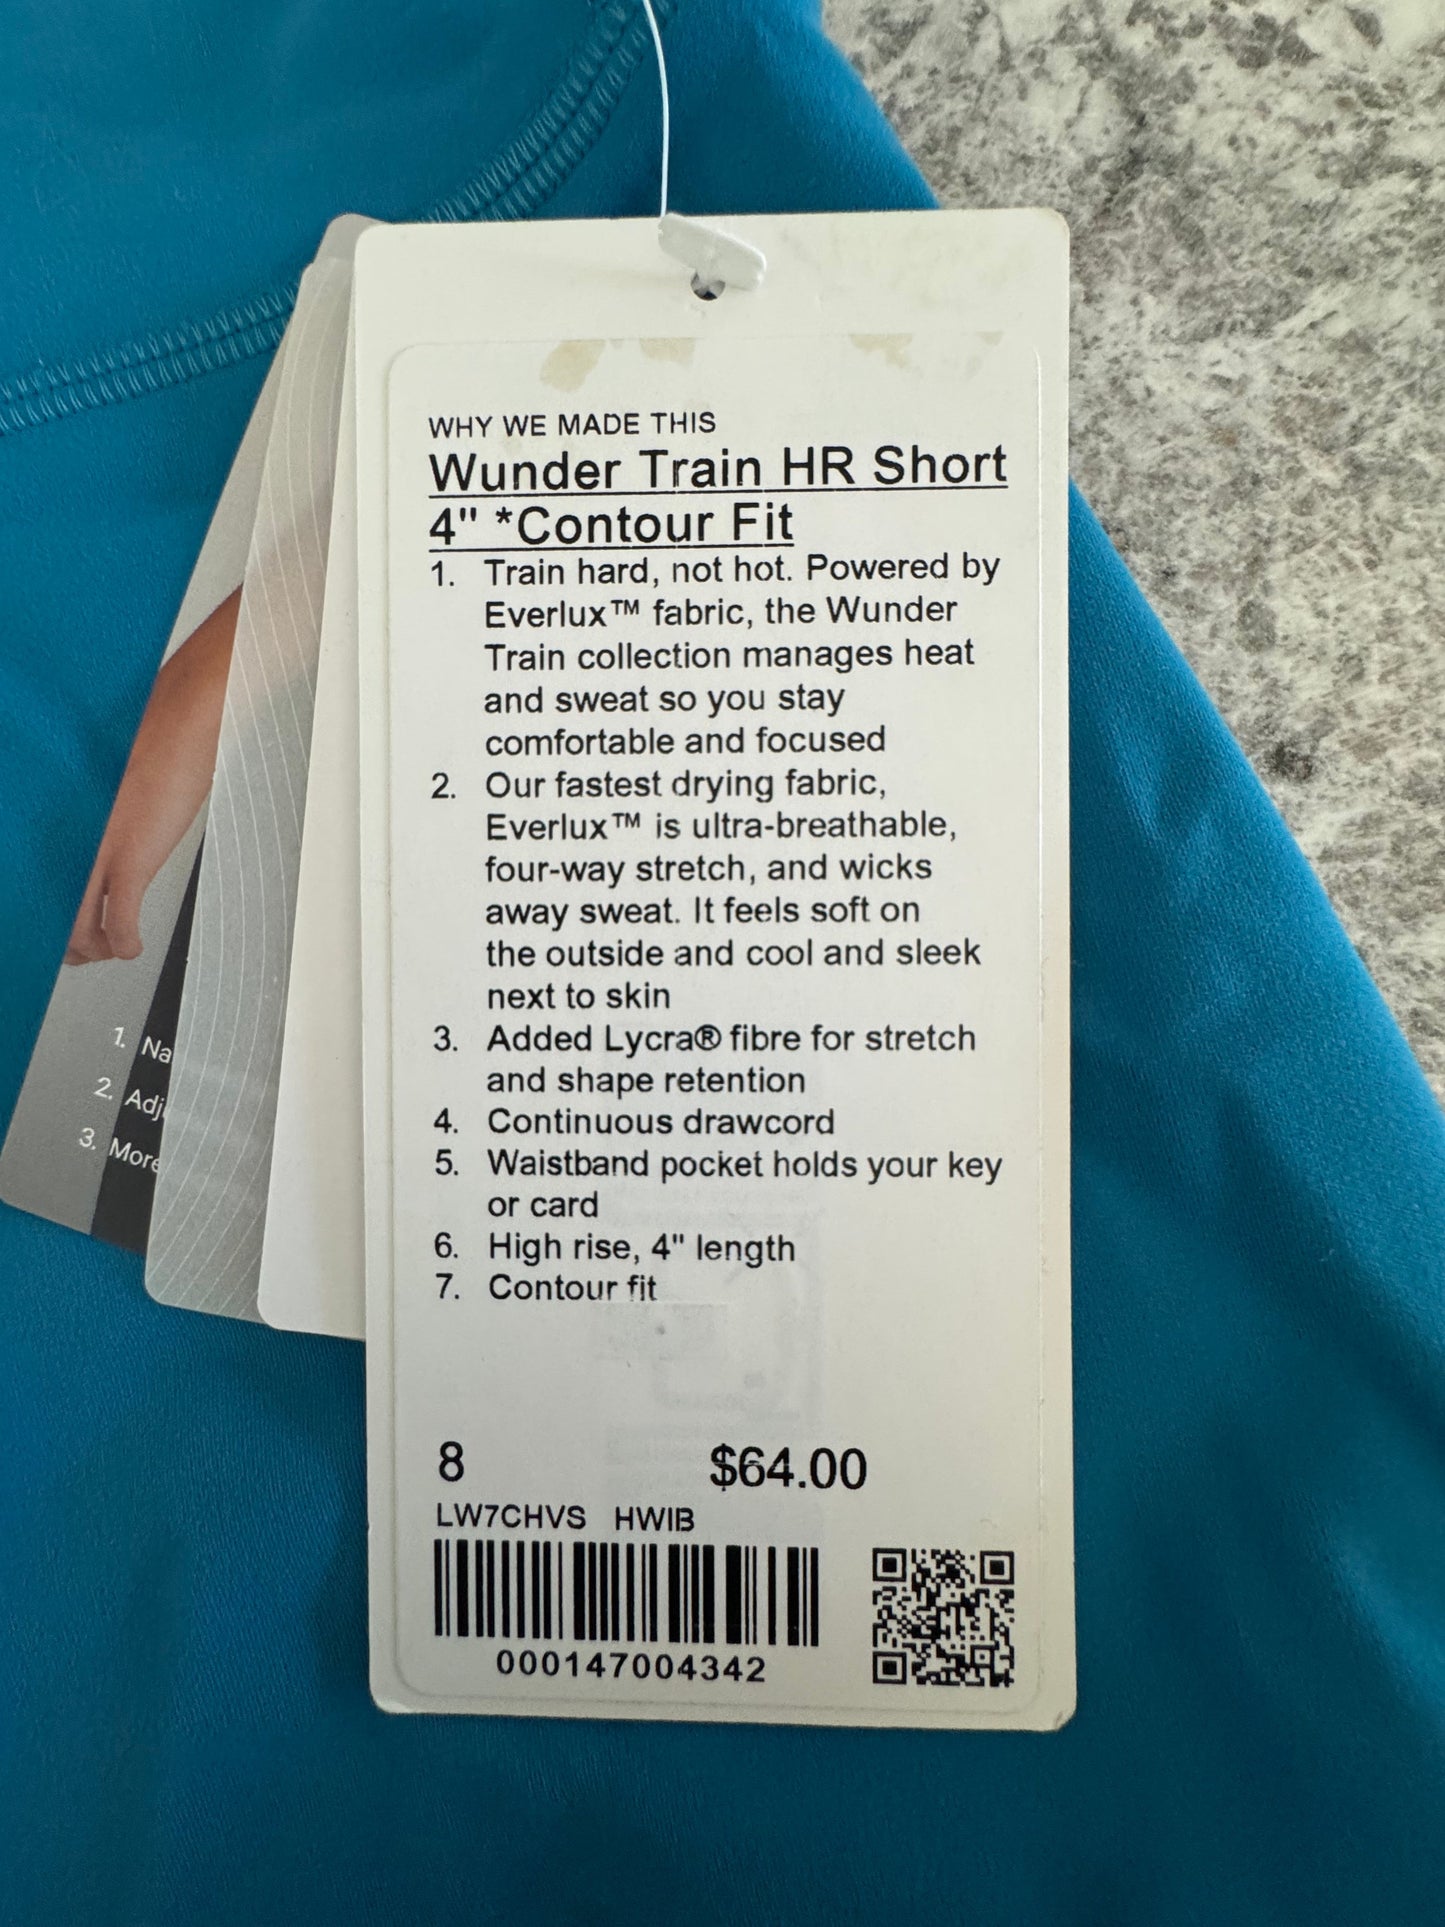 WHY WE MADE THIS
Wunder Train HR Short
4" *Contour Fit
1. Train hard, not hot. Powered by
Everlux™ fabric, the Wunder
Train collection manages heat
and sweat so you stay
comfortable and focused
2. Our fastest drying fabric,
Everlux™ is ultra-breathable,
four-way stretch, and wicks
away sweat. It feels soft on
the outside and cool and sleek
next to skin
3. Added Lycra® fibre for stretch
and shape retention
4. Continuous drawcord
5. Waistband pocket holds your key
or card
6. High rise, 4" length
7. Contour fit
8 $64.00
LW7CHVS HWIB
000147004342
1. Na
2. Adj
3. More